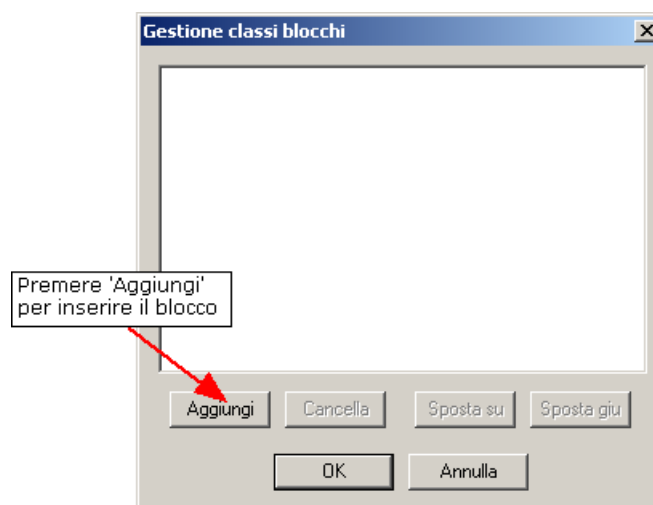 Gestione classi blocchi
Premere 'Aggiungi'
per inserire il blocco
Aggiungi Cancella Sposta su Sposta giu
OK Annulla